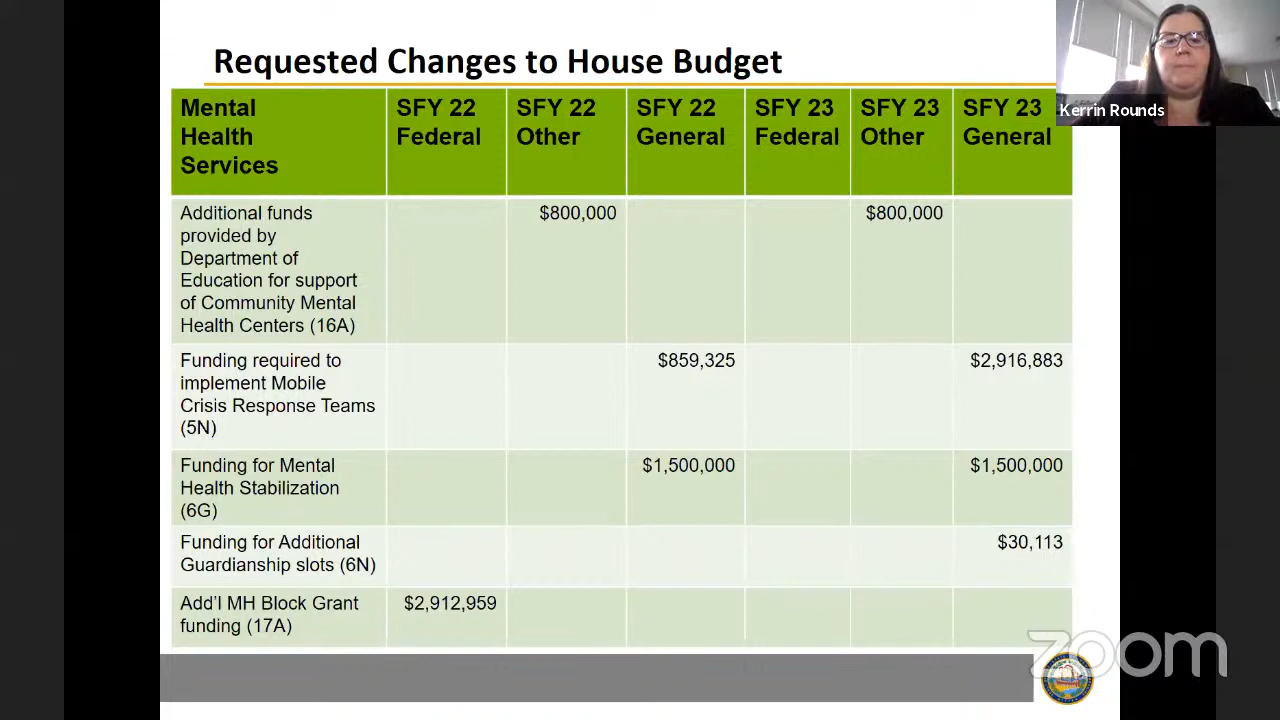 Requested Changes to House Budget
Kerrin Rounds
Mental
Health
Services
SFY 22
Federal
SFY 22
Other
SFY 22
General
SFY 23
Federal
SFY 23
Other
SFY 23
General
Additional funds
provided by
Department of
Education for support
of Community Mental
Health Centers (16A)
$800,000
$800,000
Funding required to
implement Mobile
Crisis Response Teams
(5N)
$859,325
$2,916,883
Funding for Mental
Health Stabilization
(6G)
$1,500,000
$1,500,000
Funding for Additional
Guardianship slots (6N)
$30,113
Add'l MH Block Grant
funding (17A)
$2,912,959
zoom